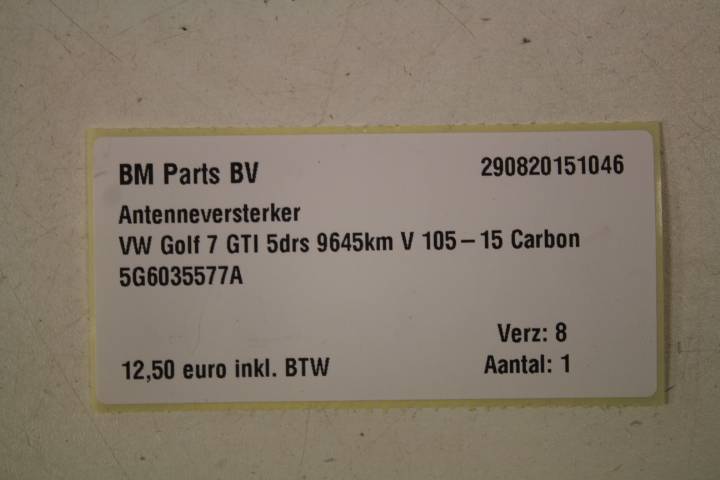 BM Parts BV 290820151046
Antenneversterker
VW Golf 7 GTI 5drs 9645km V 105-15 Carbon
5G6035577A
Verz: 8
12,50 euro inkl. BTW Aantal: 1